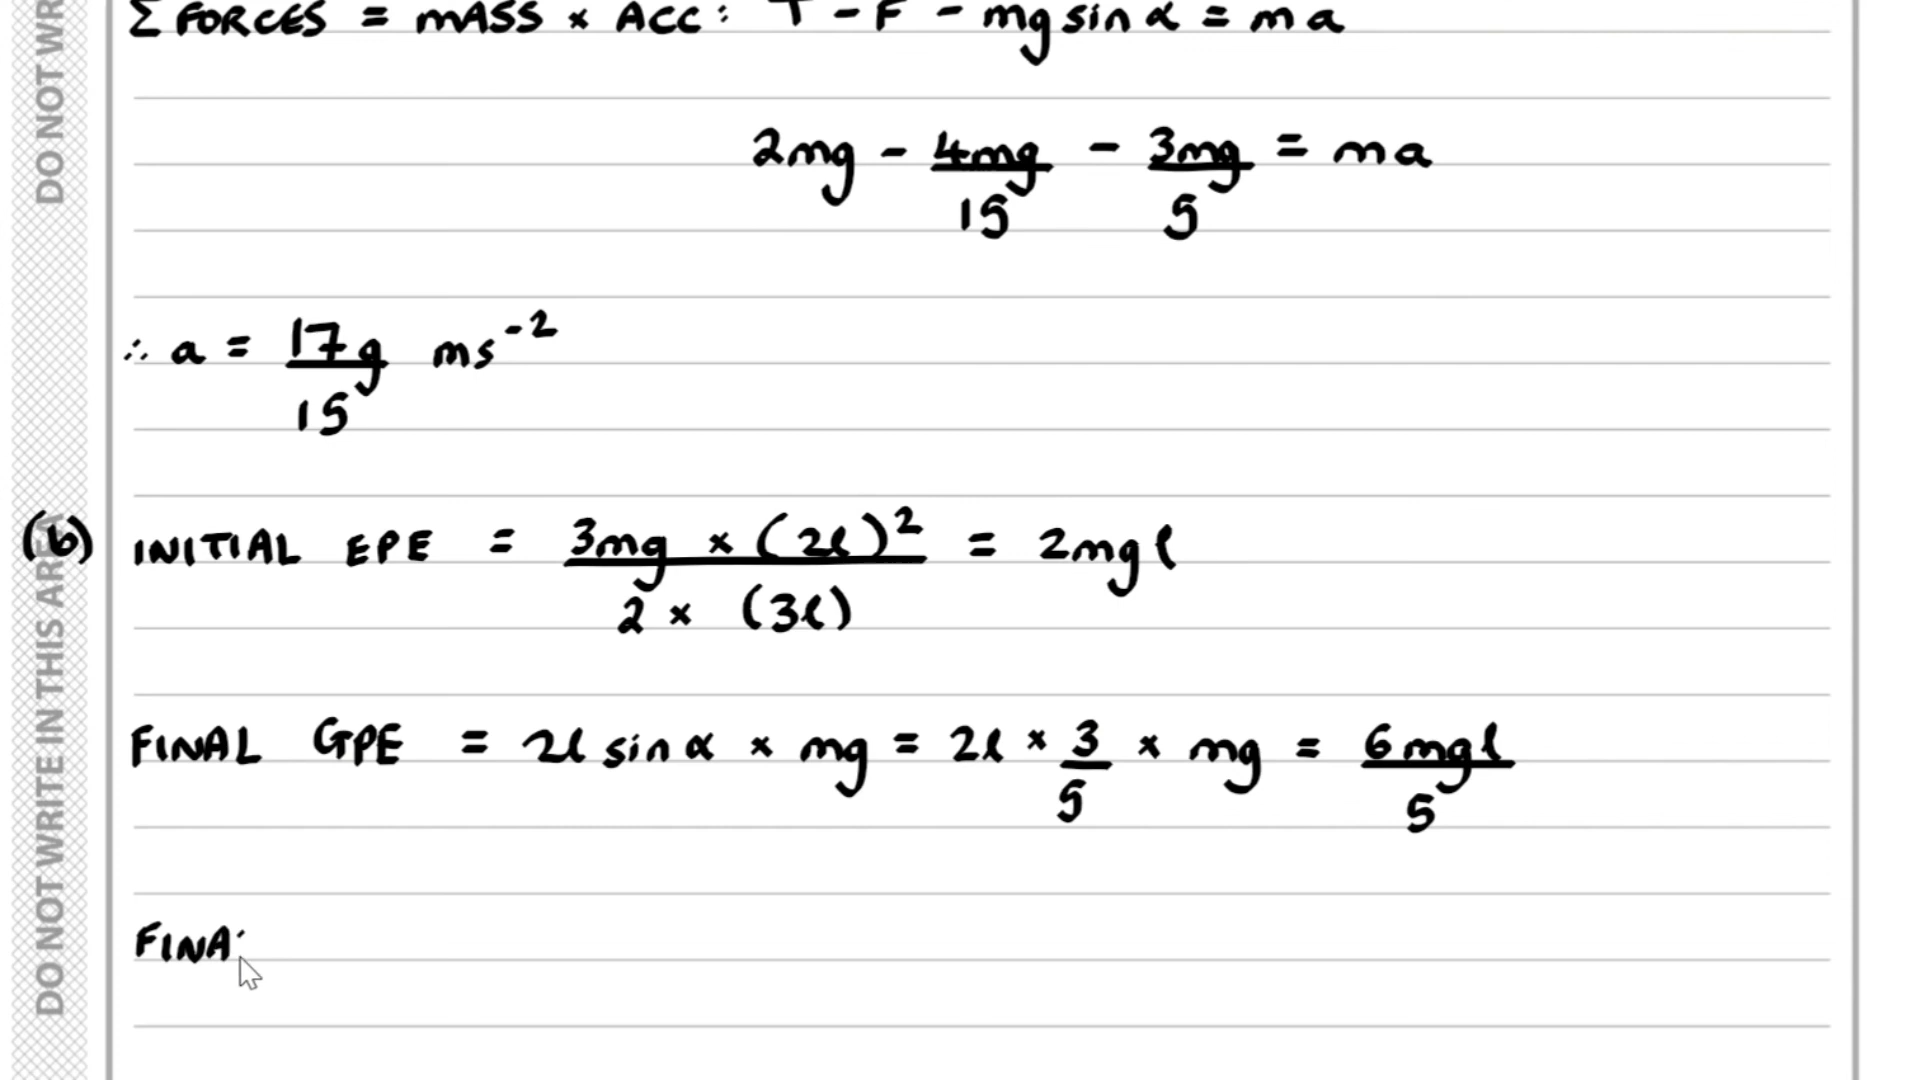 Σ FORCES = MASS × ACC: T - F - mg sin α = ma
2mg - 4mg/15 - 3mg/5 = ma
∴ a = 17g/15 ms⁻²
(b) INITIAL EPE = 3mg × (2l)²/2 × (3l) = 2mgl
FINAL GPE = 2l sin α × mg = 2l × 3/5 × mg = 6mgl/5
FINA
DO NOT WR
DO NOT WRITE IN THIS AREA